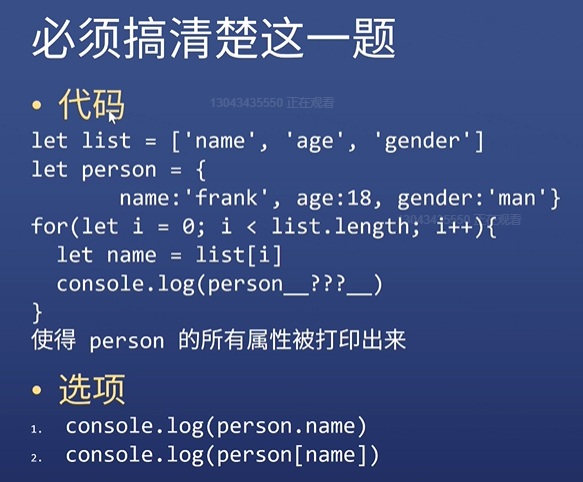 必须搞清楚这一题
• 代码
13043435550 正在观看
let list = ['name', 'age', 'gender']
let person = {
name:'frank', age:18, gender:'man'}
13043435550 正在观看
for(let i = 0; i < list.length; i++){
let name = list[i]
console.log(person__???__)
}
使得 person 的所有属性被打印出来
• 选项
1. console.log(person.name)
2. console.log(person[name])